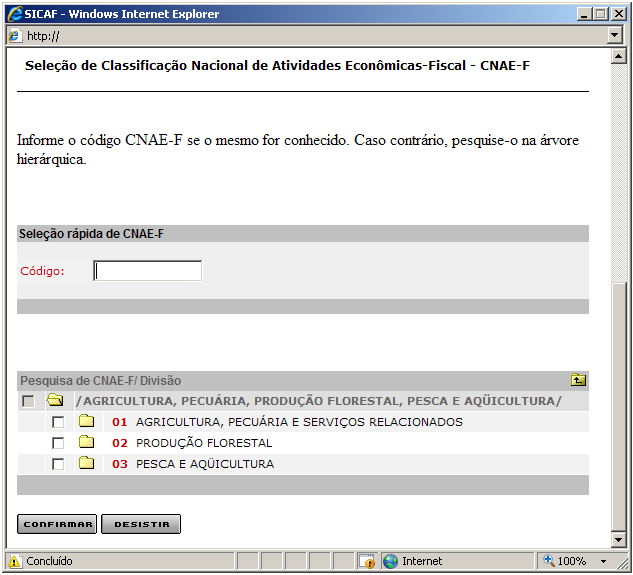 SICAF - Windows Internet Explorer
http://
Seleção de Classificação Nacional de Atividades Econômicas-Fiscal - CNAE-F
Informe o código CNAE-F se o mesmo for conhecido. Caso contrário, pesquise-o na árvore
hierárquica.
Seleção rápida de CNAE-F
Código:
Pesquisa de CNAE-F/ Divisão
/AGRICULTURA, PECUÁRIA, PRODUÇÃO FLORESTAL, PESCA E AQÜICULTURA/
01 AGRICULTURA, PECUÁRIA E SERVIÇOS RELACIONADOS
02 PRODUÇÃO FLORESTAL
03 PESCA E AQÜICULTURA
CONFIRMAR DESISTIR
Concluído Internet 100%